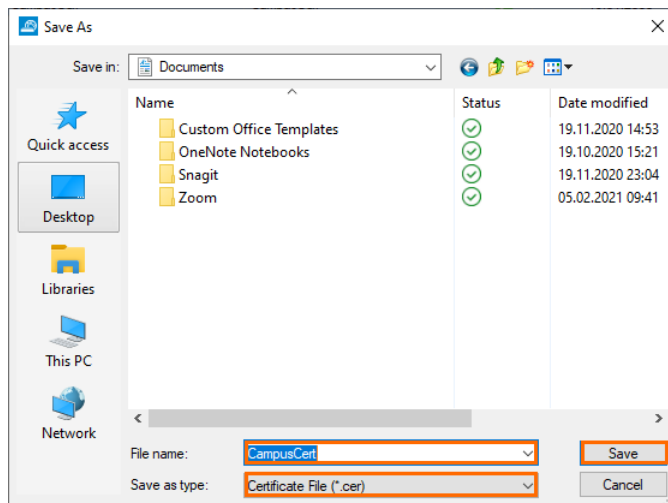 Save As
Save in: Documents
Name Status Date modified
Quick access
Custom Office Templates 19.11.2020 14:53
OneNote Notebooks 19.10.2020 15:21
Snagit 19.11.2020 23:04
Zoom 05.02.2021 09:41
Desktop
Libraries
This PC
Network
File name: CampusCert Save
Save as type: Certificate File (*.cer) Cancel